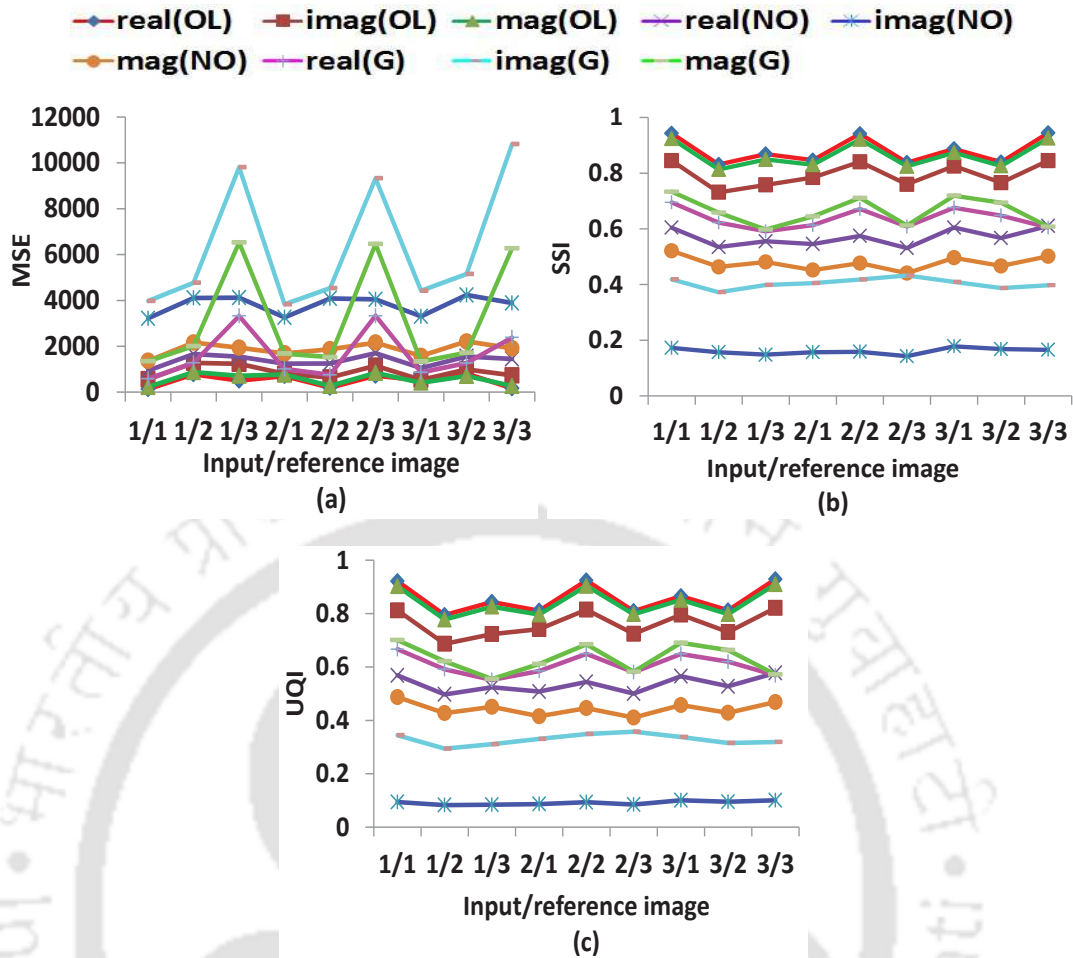 real(OL) imag(OL) mag(OL) real(NO) imag(NO)
mag(NO) real(G) imag(G) mag(G)
12000
10000
8000
6000
4000
2000
0
MSE
1/1 1/2 1/3 2/1 2/2 2/3 3/1 3/2 3/3
Input/reference image
(a)
1
0.8
0.6
0.4
0.2
0
SSI
1/1 1/2 1/3 2/1 2/2 2/3 3/1 3/2 3/3
Input/reference image
(b)
1
0.8
0.6
0.4
0.2
0
UQI
1/1 1/2 1/3 2/1 2/2 2/3 3/1 3/2 3/3
Input/reference image
(c)